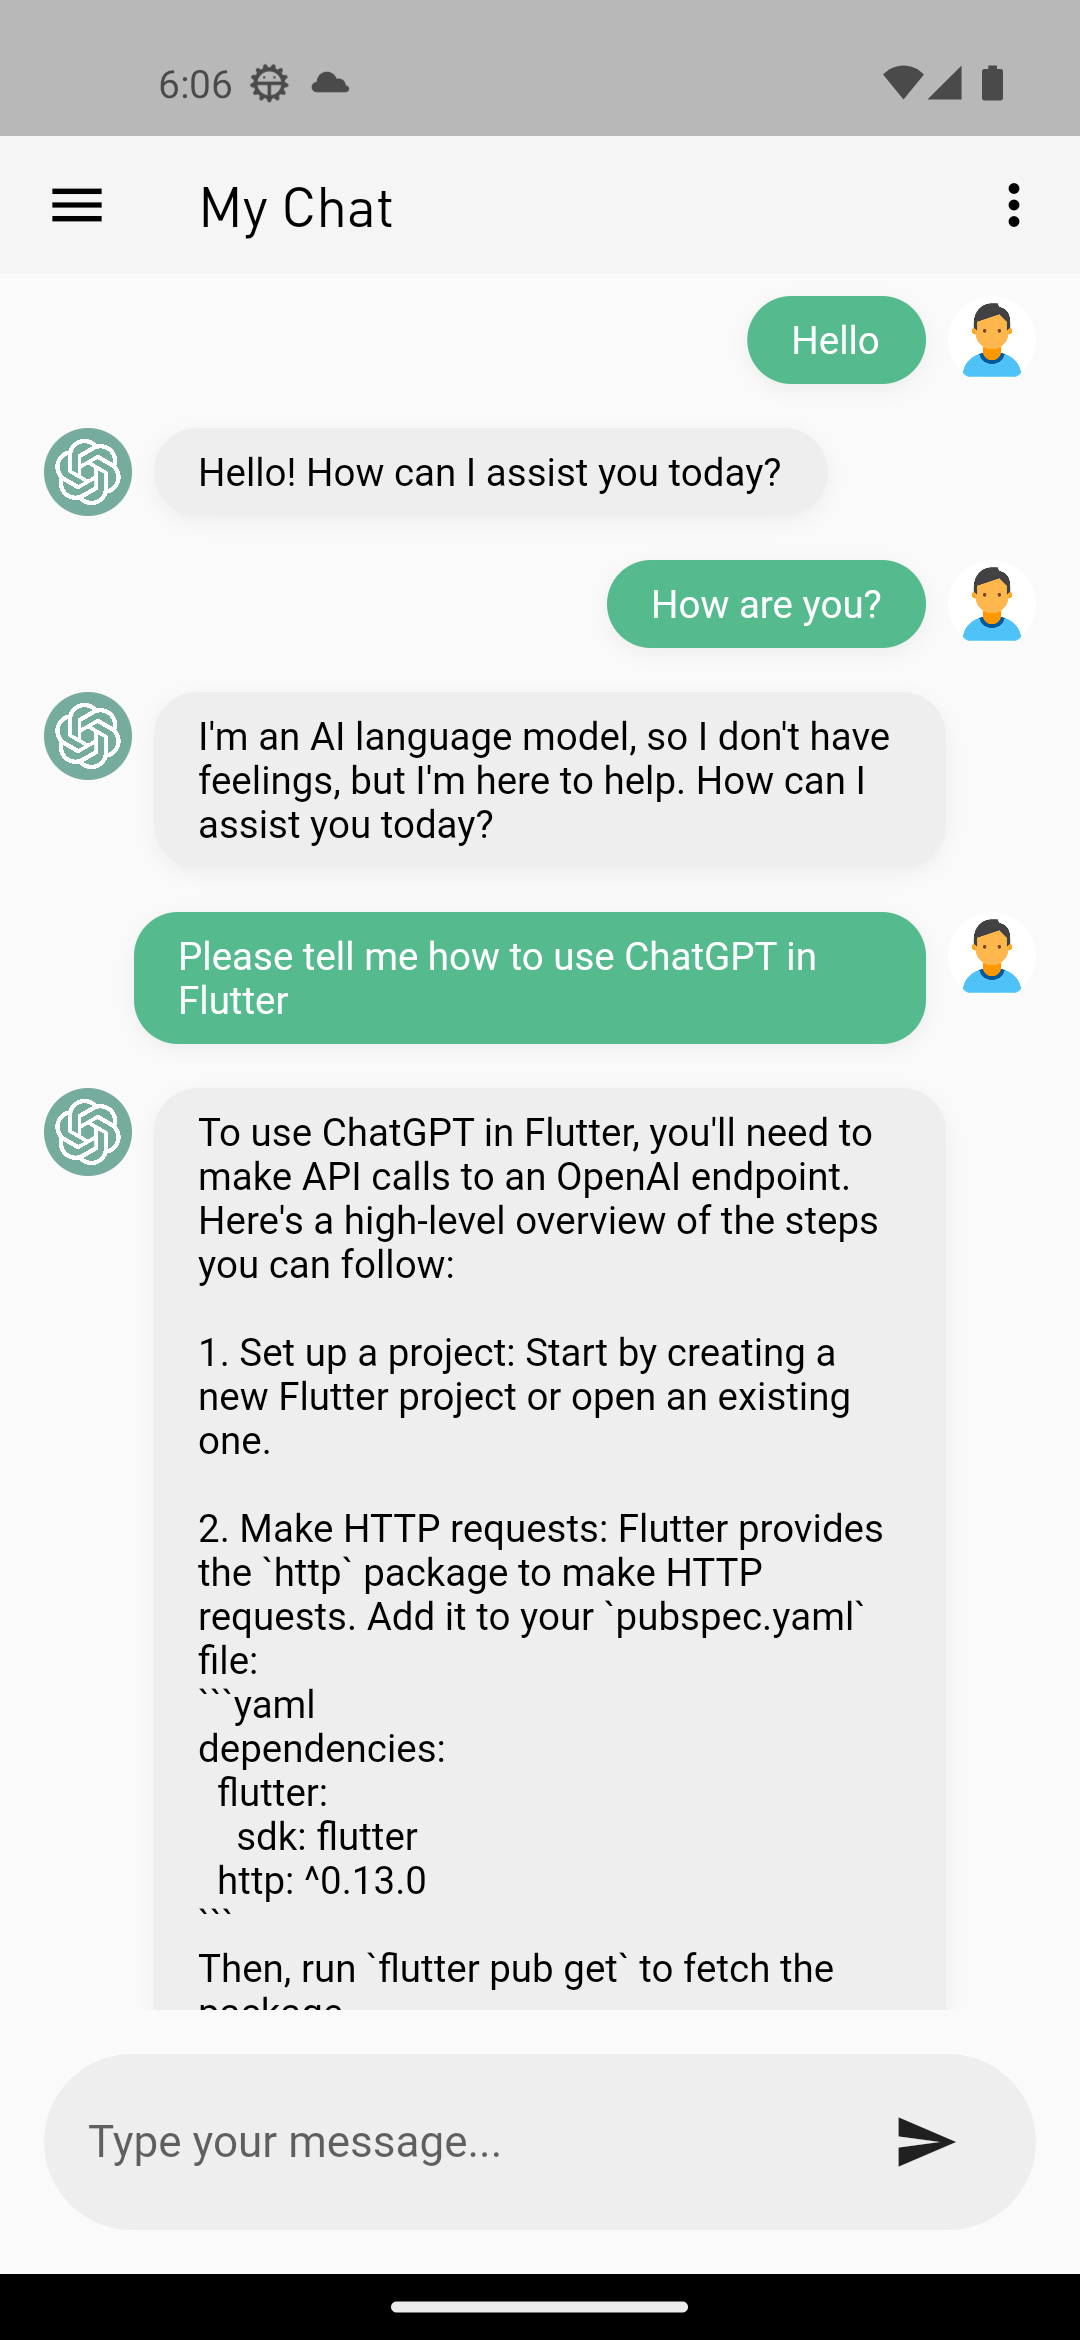 6:06
My Chat
Hello
Hello! How can I assist you today?
How are you?
I'm an AI language model, so I don't have
feelings, but I'm here to help. How can I
assist you today?
Please tell me how to use ChatGPT in
Flutter
To use ChatGPT in Flutter, you'll need to
make API calls to an OpenAI endpoint.
Here's a high-level overview of the steps
you can follow:
1. Set up a project: Start by creating a
new Flutter project or open an existing
one.
2. Make HTTP requests: Flutter provides
the `http` package to make HTTP
requests. Add it to your `pubspec.yaml`
file:
```yaml
dependencies:
  flutter:
    sdk: flutter
  http: ^0.13.0
```
Then, run `flutter pub get` to fetch the
package
Type your message...